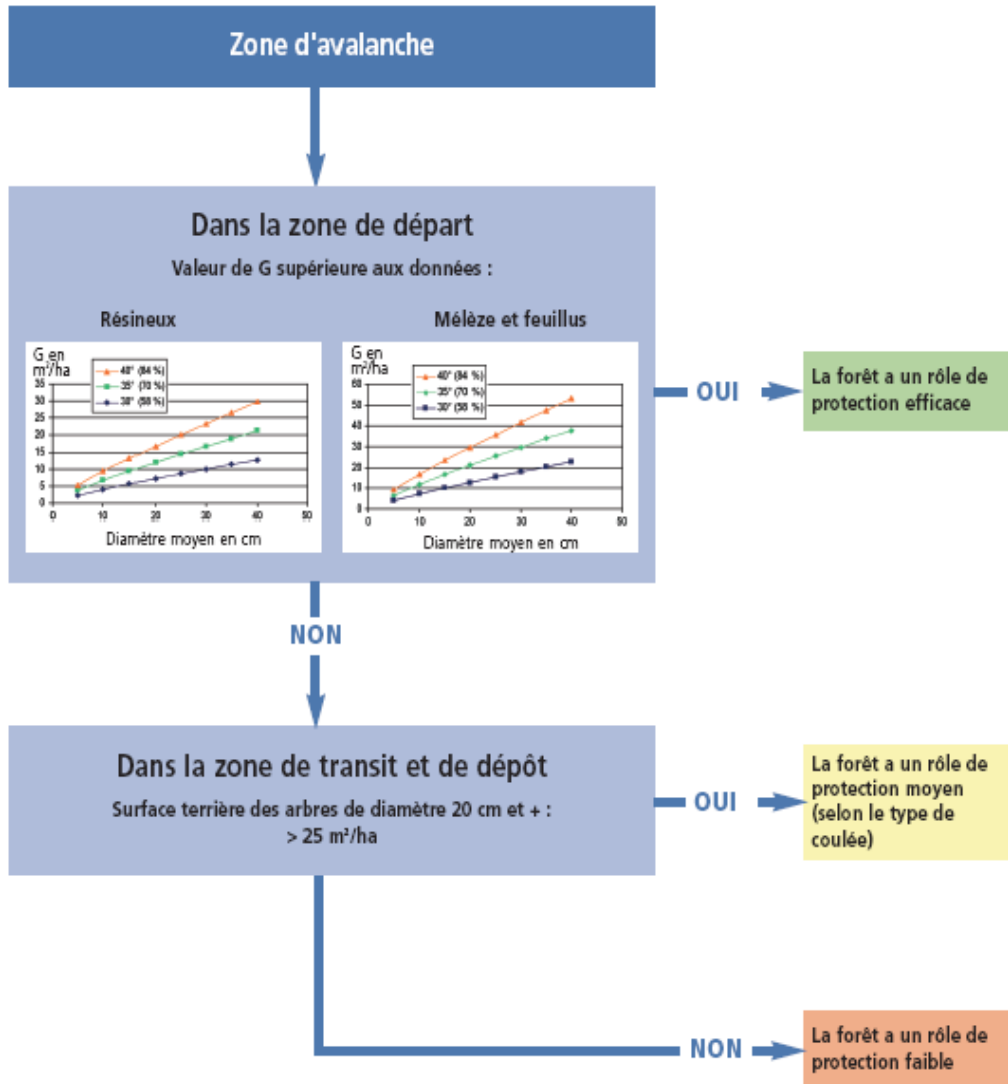 Zone d'avalanche
Dans la zone de départ
Valeur de G supérieure aux données :
Résineux
Mélèze et feuillus
G en
m²/ha
40° (84 %)
35° (70 %)
30° (58 %)
35
30
25
20
15
10
5
0
0 10 20 30 40 50
Diamètre moyen en cm
G en
m²/ha
40° (84 %)
35° (70 %)
30° (58 %)
60
50
40
30
20
10
0
0 10 20 30 40 50
Diamètre moyen en cm
OUI
La forêt a un rôle de
protection efficace
NON
Dans la zone de transit et de dépôt
Surface terrière des arbres de diamètre 20 cm et + :
> 25 m²/ha
OUI
La forêt a un rôle de
protection moyen
(selon le type de
coulée)
NON
La forêt a un rôle de
protection faible